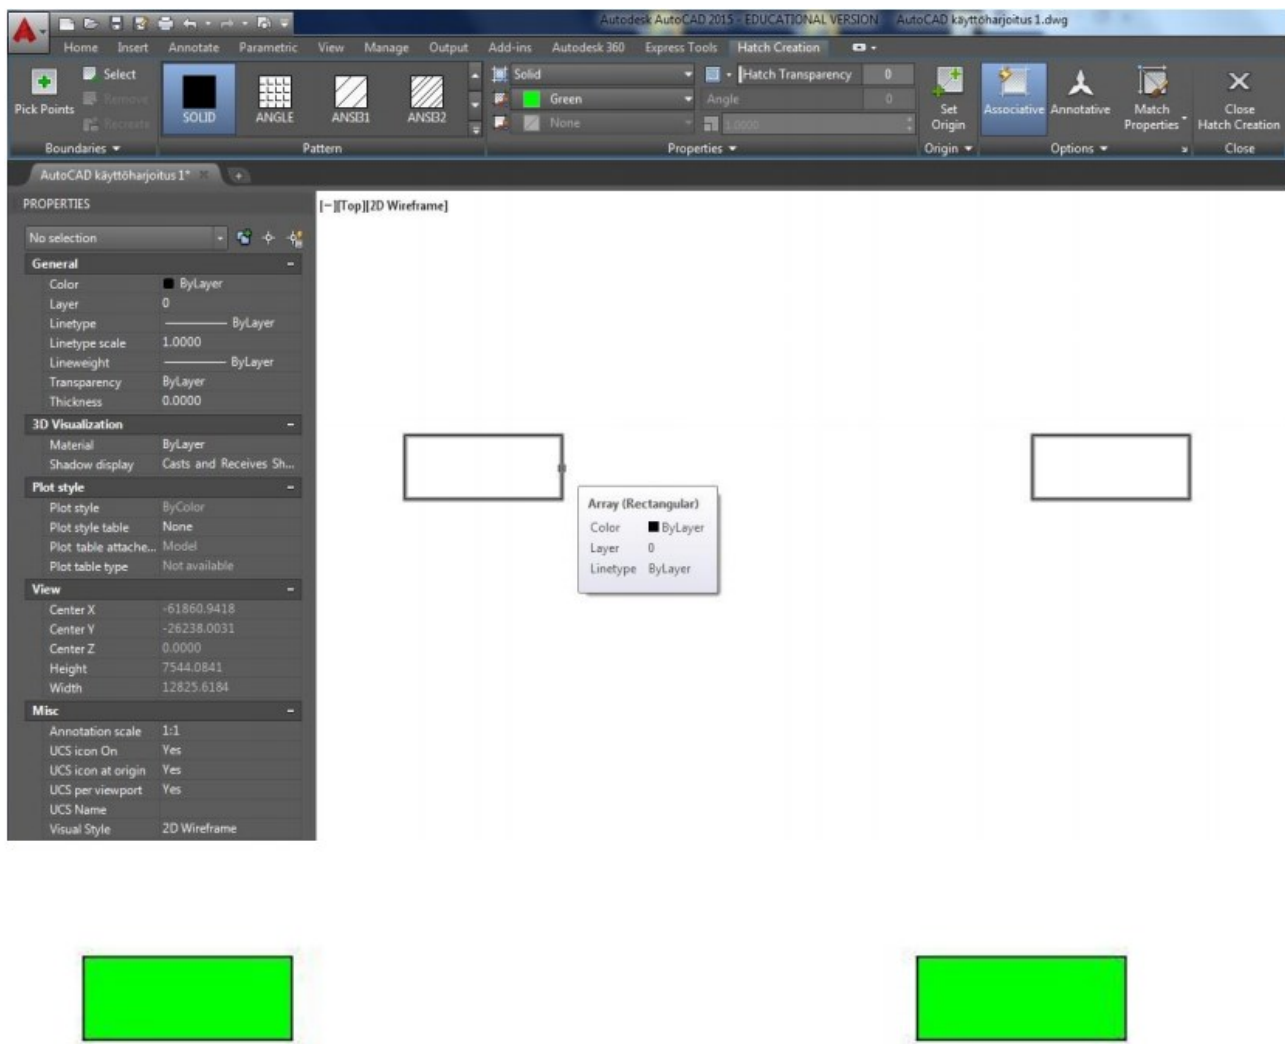 Autodesk AutoCAD 2015 - EDUCATIONAL VERSION AutoCAD käyttöharjoitus 1.dwg
Home Insert Annotate Parametric View Manage Output Add-ins Autodesk 360 Express Tools Hatch Creation
Pick Points
Select
Remove
Recreate
Boundaries
SOLID
ANGLE
ANSI31
ANSI32
Pattern
Solid
Green
None
Hatch Transparency 0
Angle 0
1.0000
Properties
Set
Origin
Origin
Associative
Annotative
Match
Properties
Options
Close
Hatch Creation
Close
AutoCAD käyttöharjoitus 1*
PROPERTIES
No selection
General
Color ByLayer
Layer 0
Linetype ByLayer
Linetype scale 1.0000
Lineweight ByLayer
Transparency ByLayer
Thickness 0.0000
3D Visualization
Material ByLayer
Shadow display Casts and Receives Sh...
Plot style
Plot style ByColor
Plot style table None
Plot table attache... Model
Plot table type Not available
View
Center X -61860.9418
Center Y -26238.0031
Center Z 0.0000
Height 7544.0841
Width 12825.6184
Misc
Annotation scale 1:1
UCS icon On Yes
UCS icon at origin Yes
UCS per viewport Yes
UCS Name
Visual Style 2D Wireframe
[−][Top][2D Wireframe]
Array (Rectangular)
Color ByLayer
Layer 0
Linetype ByLayer